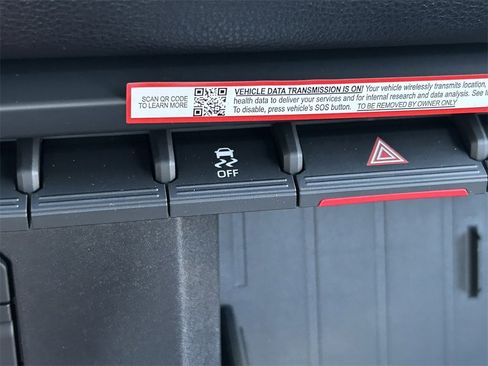 SCAN QR CODE
TO LEARN MORE
VEHICLE DATA TRANSMISSION IS ON! Your vehicle wirelessly transmits location,
health data to deliver your services and for internal research and data analysis. See
To disable, press vehicle's SOS button. TO BE REMOVED BY OWNER ONLY
OFF